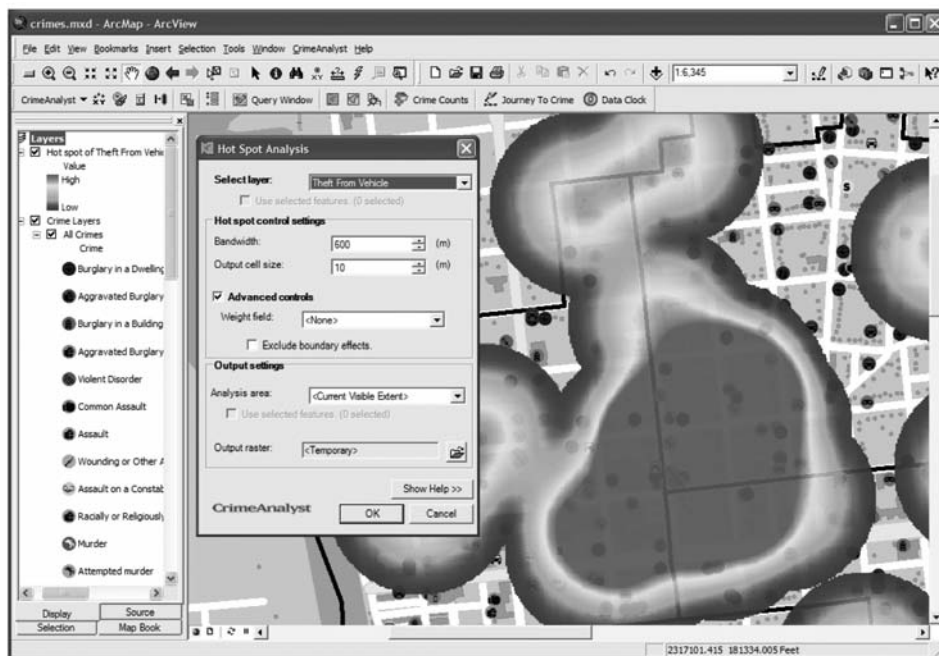 crimes.mxd - ArcMap - ArcView
File Edit View Bookmarks Insert Selection Tools Window CrimeAnalyst Help
1:6,345
CrimeAnalyst Query Window Crime Counts Journey To Crime Data Clock
Layers
Hot spot of Theft From Vehic
Value
High
Low
Crime Layers
All Crimes
Crime
Burglary in a Dwelling
Aggravated Burglary
Burglary in a Building
Aggravated Burglary
Violent Disorder
Common Assault
Assault
Wounding or Other A
Assault on a Constab
Racially or Religiously
Murder
Attempted murder
Display Source
Selection Map Book
Hot Spot Analysis
Select layer: Theft From Vehicle
Use selected features. (0 selected)
Hot spot control settings
Bandwidth: 600 (m)
Output cell size: 10 (m)
Advanced controls
Weight field: <None>
Exclude boundary effects.
Output settings
Analysis area: <Current Visible Extent>
Use selected features. (0 selected)
Output raster: <Temporary>
Show Help >>
CrimeAnalyst OK Cancel
S
2317101.415 181334.005 Feet